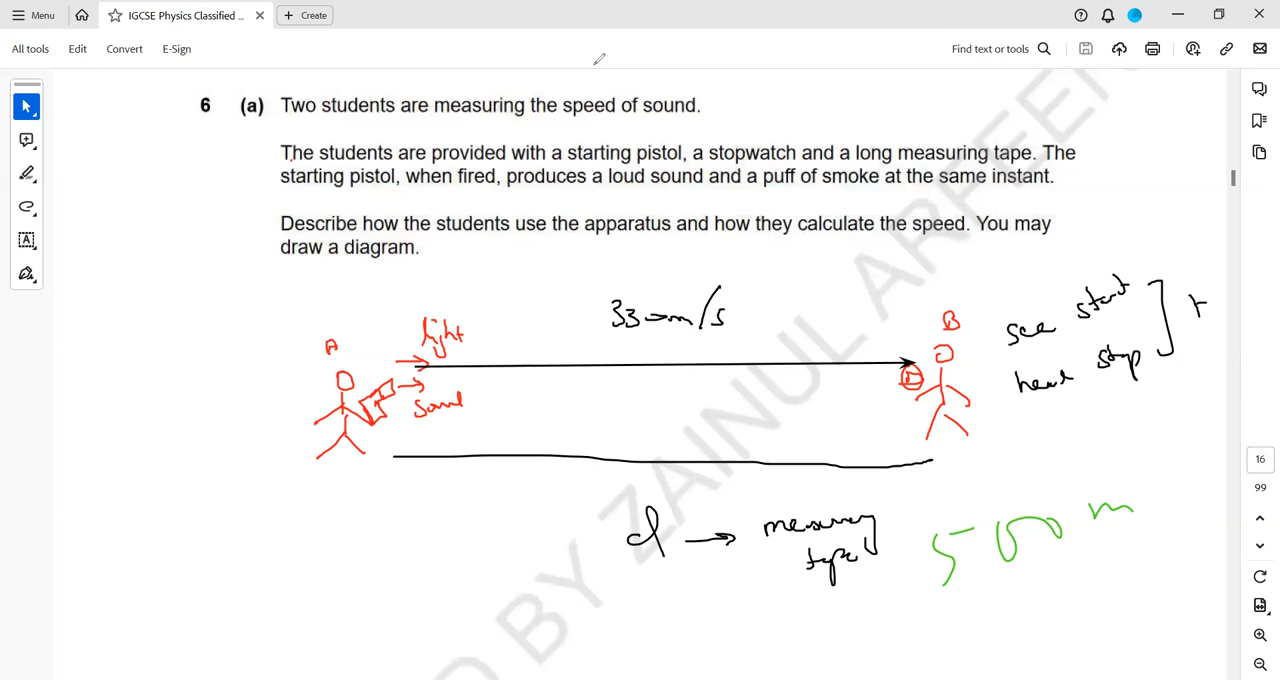 Menu
IGCSE Physics Classified ...
Create
All tools
Edit
Convert
E-Sign
Find text or tools
6 (a) Two students are measuring the speed of sound.
The students are provided with a starting pistol, a stopwatch and a long measuring tape. The
starting pistol, when fired, produces a loud sound and a puff of smoke at the same instant.
Describe how the students use the apparatus and how they calculate the speed. You may
draw a diagram.
330 m/s
A
light
sound
B
see start
hear stop
t
d → measuring
tape
500 m
16
99
BY ZAINUL ARFEEN